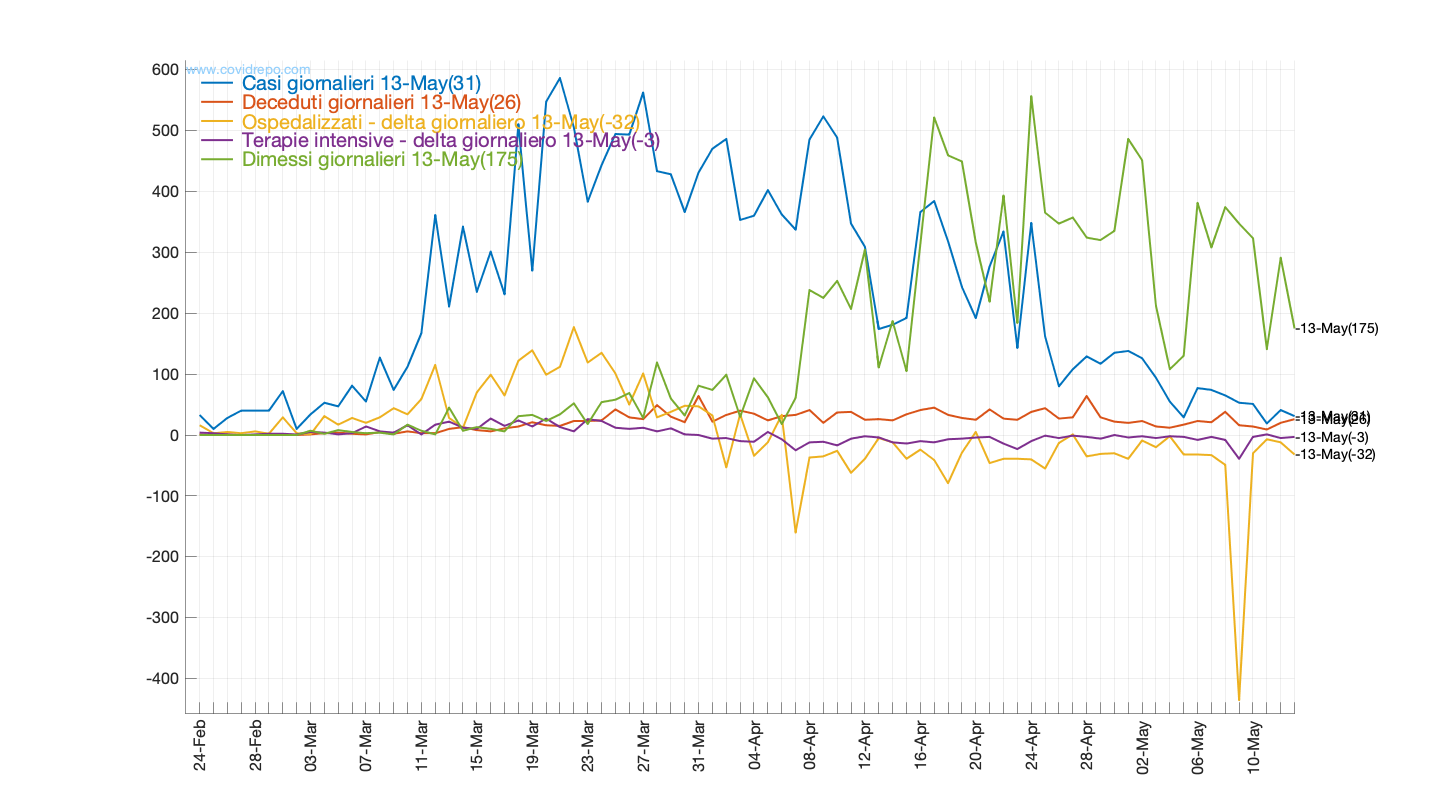 600
www.covidrepo.com
Casi giornalieri 13-May(31)
Deceduti giornalieri 13-May(26)
Ospedalizzati - delta giornaliero 13-May(-32)
Terapie intensive - delta giornaliero 13-May(-3)
Dimessi giornalieri 13-May(175)
500
400
300
200
100
0
-100
-200
-300
-400
-13-May(175)
-13-May(31)
-13-May(26)
-13-May(-3)
-13-May(-32)
24-Feb
28-Feb
03-Mar
07-Mar
11-Mar
15-Mar
19-Mar
23-Mar
27-Mar
31-Mar
04-Apr
08-Apr
12-Apr
16-Apr
20-Apr
24-Apr
28-Apr
02-May
06-May
10-May